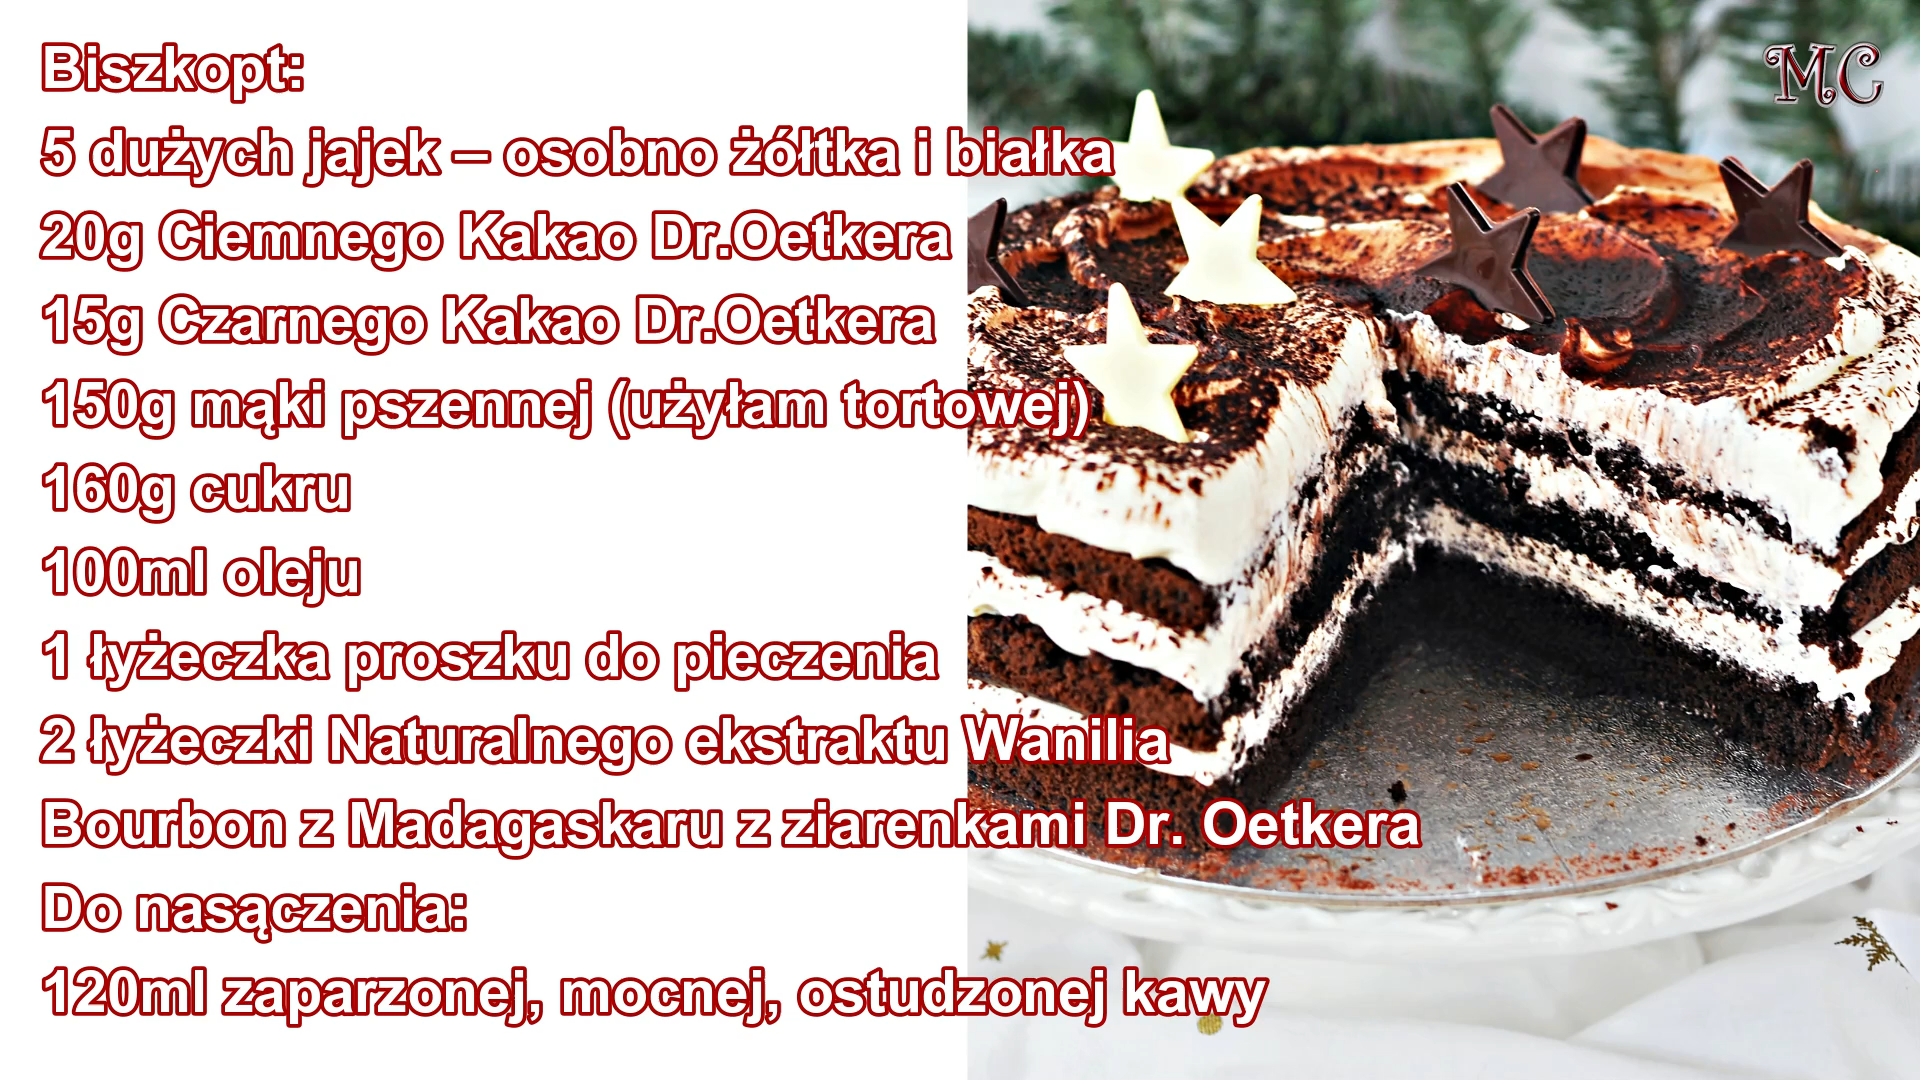 MC
Biszkopt:
5 dużych jajek – osobno żółtka i białka
20g Ciemnego Kakao Dr.Oetkera
15g Czarnego Kakao Dr.Oetkera
150g mąki pszennej (użyłam tortowej)
160g cukru
100ml oleju
1 łyżeczka proszku do pieczenia
2 łyżeczki Naturalnego ekstraktu Wanilia
Bourbon z Madagaskaru z ziarenkami Dr. Oetkera
Do nasączenia:
120ml zaparzonej, mocnej, ostudzonej kawy